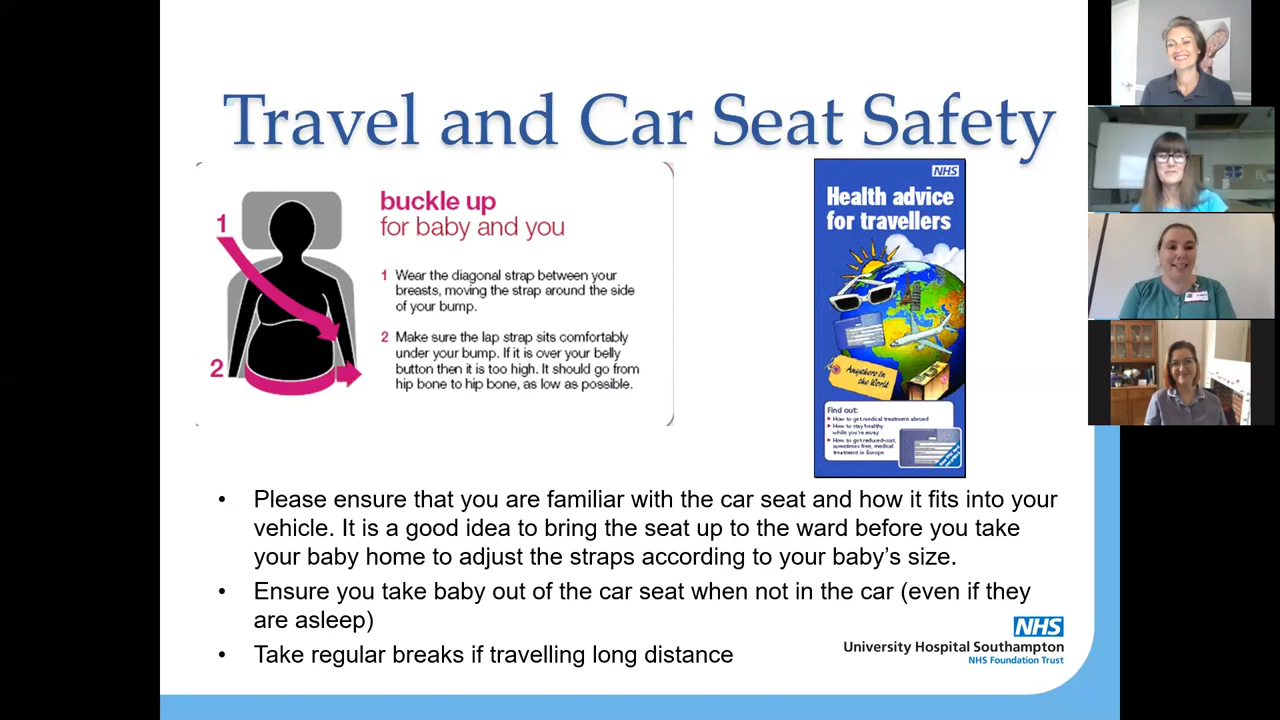 Travel and Car Seat Safety
buckle up
for baby and you
1
2
1 Wear the diagonal strap between your
breasts, moving the strap around the side
of your bump.
2 Make sure the lap strap sits comfortably
under your bump. If it is over your belly
button then it is too high. It should go from
hip bone to hip bone, as low as possible.
NHS
Health advice
for travellers
Anywhere in
the World
Find out:
How to get medical treatment abroad
How to stay healthy
while you're away
How to get reduced-cost,
sometimes free, medical
treatment in Europe
• Please ensure that you are familiar with the car seat and how it fits into your
vehicle. It is a good idea to bring the seat up to the ward before you take
your baby home to adjust the straps according to your baby's size.
• Ensure you take baby out of the car seat when not in the car (even if they
are asleep)
• Take regular breaks if travelling long distance
NHS
University Hospital Southampton
NHS Foundation Trust